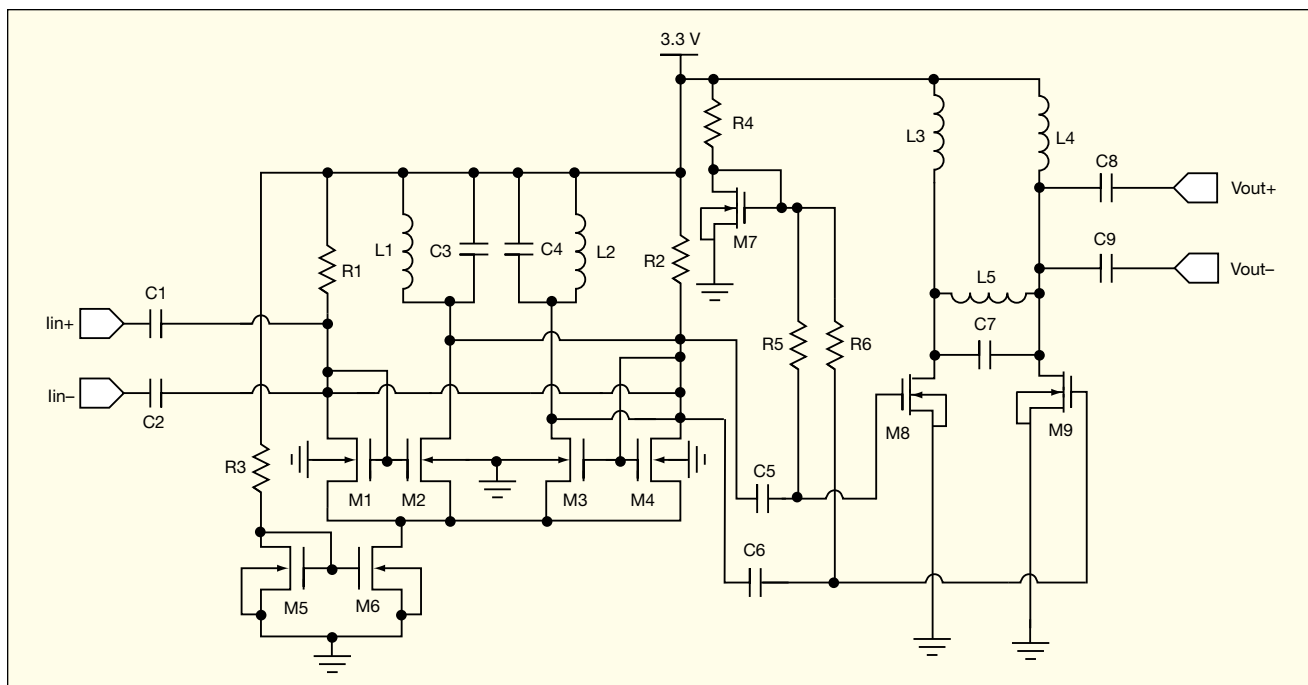 3.3 V
R4
L3
L4
C8
Vout+
M7
L1
C3
C4
L2
R2
R1
C9
Vout–
L5
C1
Iin+
R5
R6
C7
Iin–
C2
M8
M9
R3
C5
M1
M2
M3
M4
C6
M5
M6